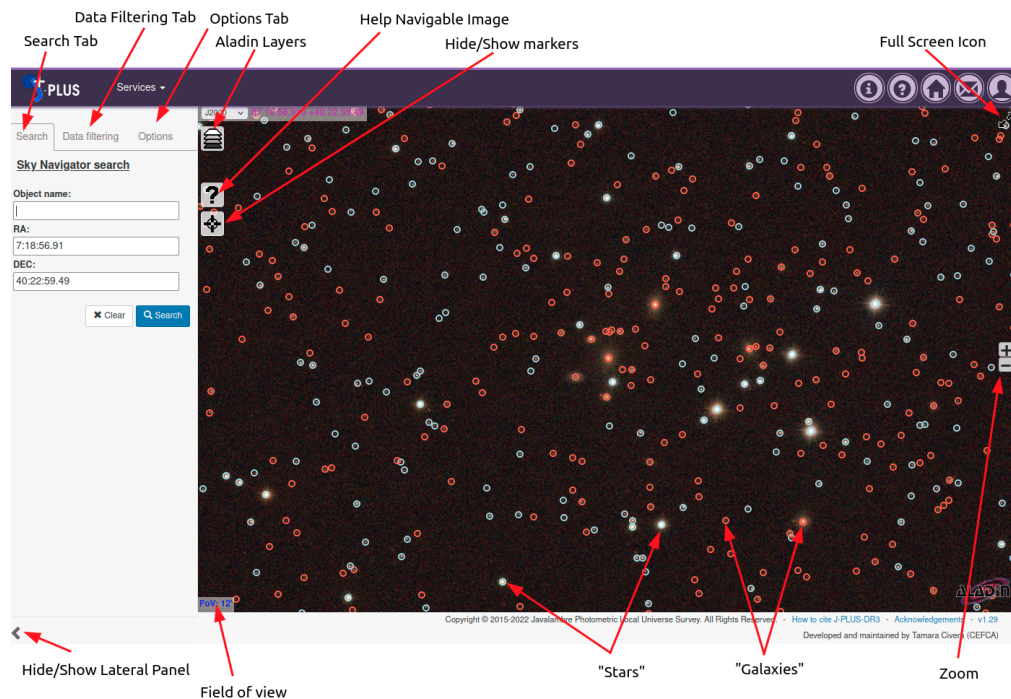 Data Filtering Tab
Options Tab
Help Navigable Image
Search Tab
Aladin Layers
Hide/Show markers
Full Screen Icon
J-PLUS
Services
Search
Data filtering
Options
J2000
Sky Navigator search
Object name:
RA:
7:18:56.91
DEC:
40:22:59.49
Clear
Search
FoV: 12'
Copyright © 2015-2022 Javalambre Photometric Local Universe Survey. All Rights Reserved. - How to cite J-PLUS-DR3 - Acknowledgements - v1.29
Developed and maintained by Tamara Civera (CEFCA)
ALADIN
Hide/Show Lateral Panel
Field of view
"Stars"
"Galaxies"
Zoom